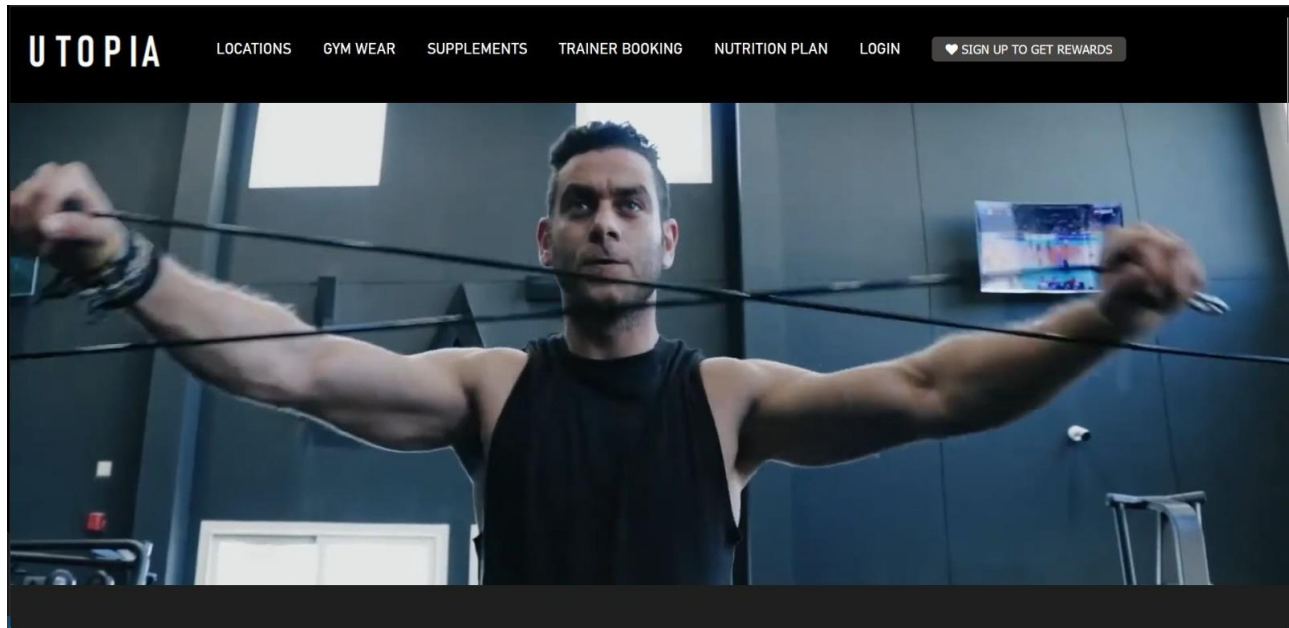 UTOPIA LOCATIONS GYM WEAR SUPPLEMENTS TRAINER BOOKING NUTRITION PLAN LOGIN SIGN UP TO GET REWARDS